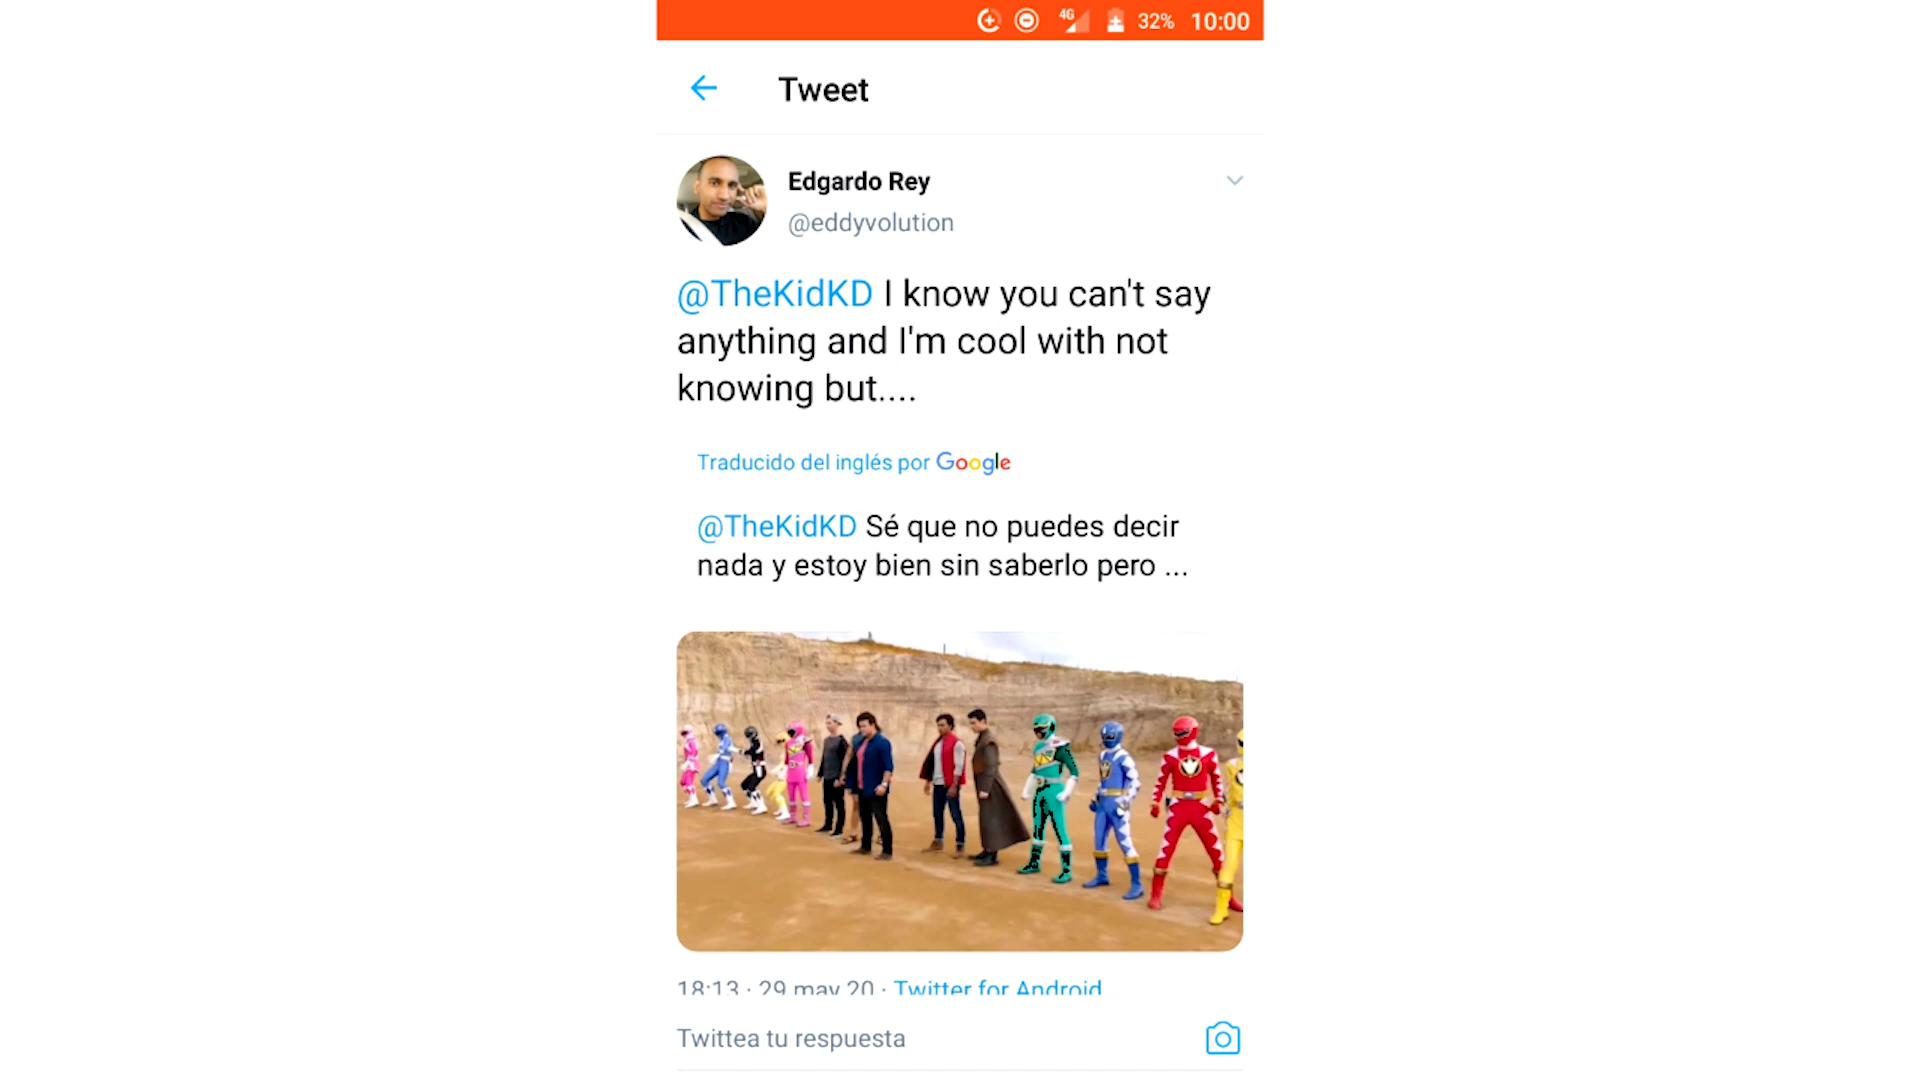 4G 32% 10:00
Tweet
Edgardo Rey
@eddyvolution
@TheKidKD I know you can't say
anything and I'm cool with not
knowing but....
Traducido del inglés por Google
@TheKidKD Sé que no puedes decir
nada y estoy bien sin saberlo pero ...
18:13 · 29 may 20 · Twitter for Android
Twittea tu respuesta